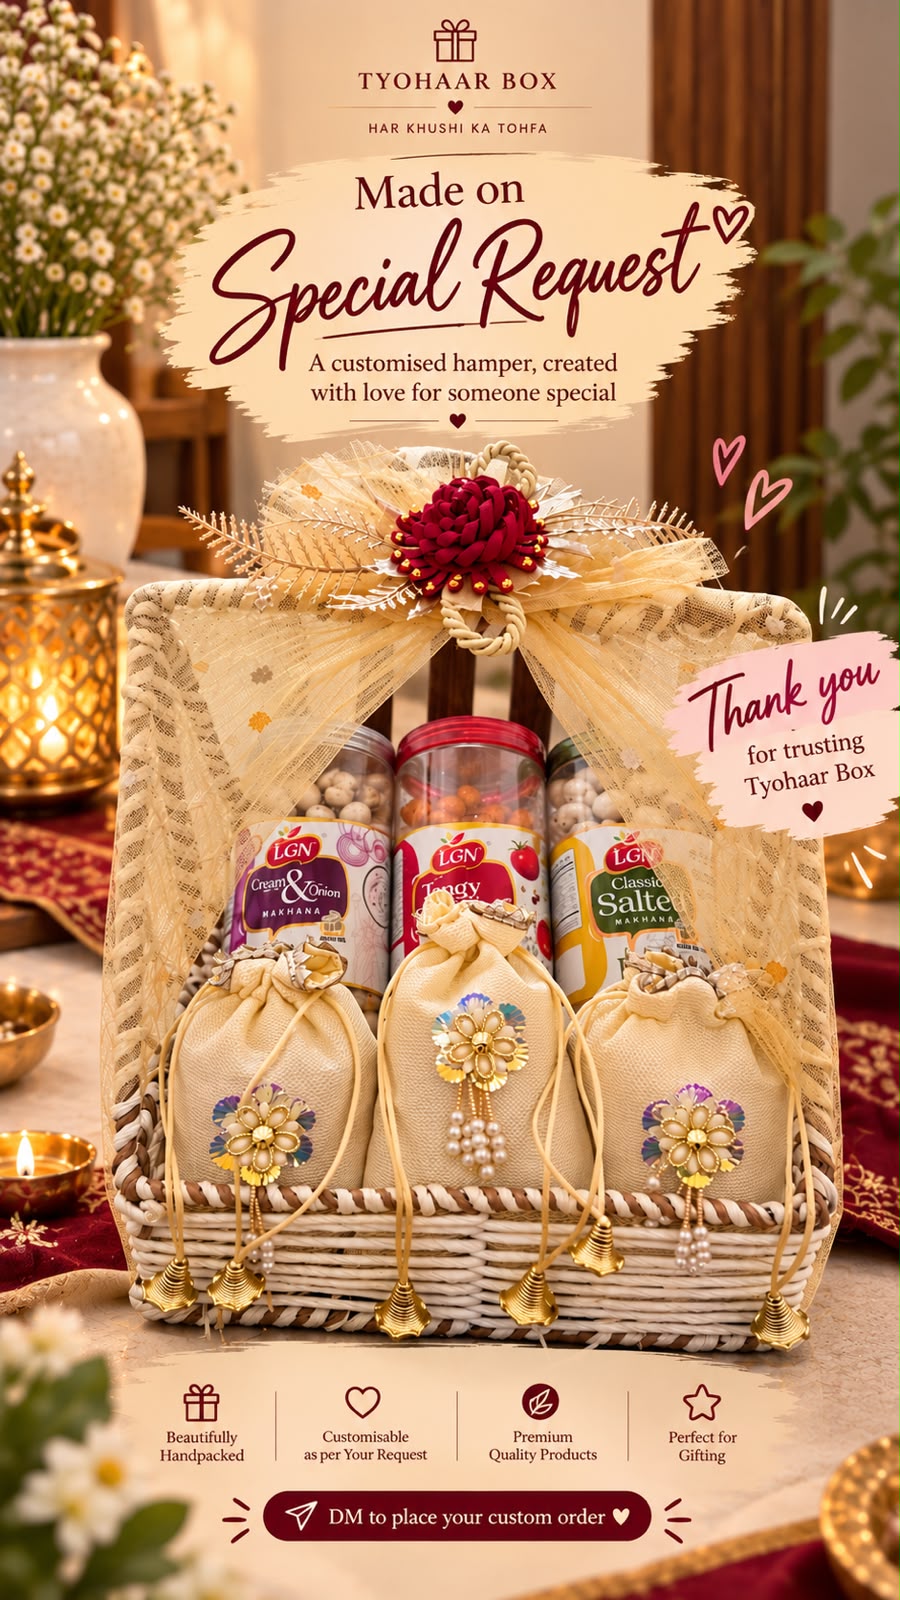 TYOHAAR BOX
HAR KHUSHI KA TOHFA
Made on
Special Request
A customised hamper, created
with love for someone special
Thank you
for trusting
Tyohaar Box
LGN
Cream & Onion
MAKHANA
LGN
Tangy
LGN
Classic
Salte
MAKHANA
Beautifully
Handpacked
Customisable
as per Your Request
Premium
Quality Products
Perfect for
Gifting
DM to place your custom order